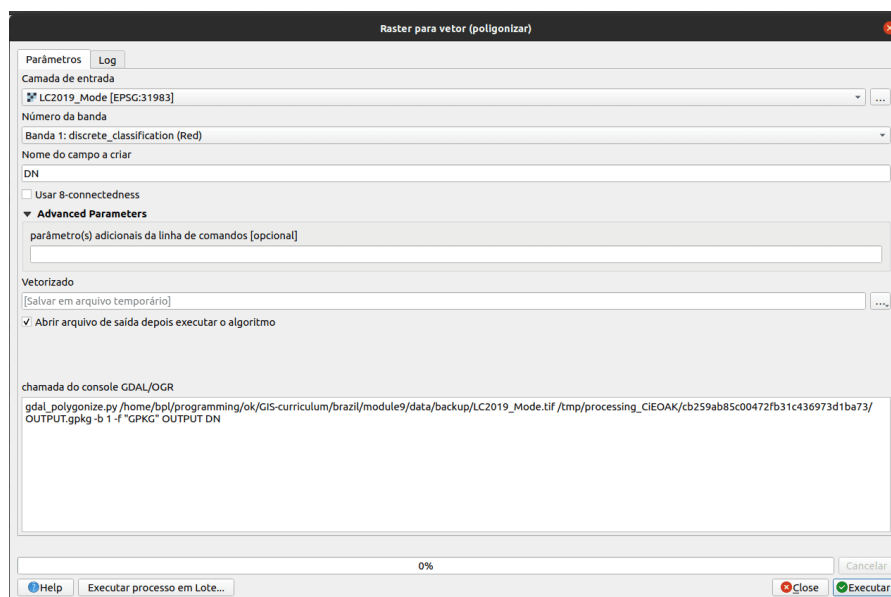 Raster para vetor (poligonizar)
Parâmetros
Log
Camada de entrada
LC2019_Mode [EPSG:31983]
...
Número da banda
Banda 1: discrete_classification (Red)
Nome do campo a criar
DN
Usar 8-connectedness
Advanced Parameters
parâmetro(s) adicionais da linha de comandos [opcional]
Vetorizado
[Salvar em arquivo temporário]
...
Abrir arquivo de saída depois executar o algoritmo
chamada do console GDAL/OGR
gdal_polygonize.py /home/bpl/programming/ok/GIS-curriculum/brazil/module9/data/backup/LC2019_Mode.tif /tmp/processing_CiEOAK/cb259ab85c00472fb31c436973d1ba73/
OUTPUT.gpkg -b 1 -f "GPKG" OUTPUT DN
0%
Cancelar
Help
Executar processo em Lote...
Close
Executar